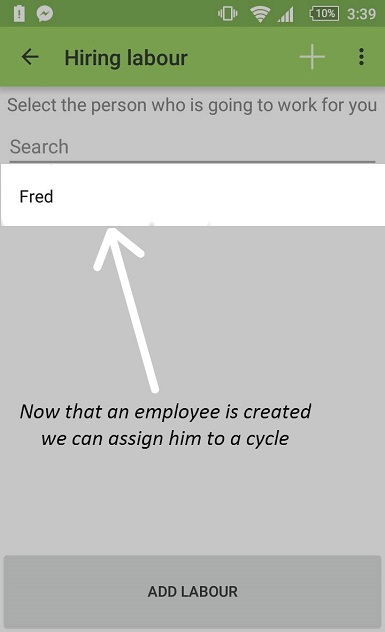 10% 3:39
Hiring labour
Select the person who is going to work for you
Search
Fred
Now that an employee is created
we can assign him to a cycle
ADD LABOUR